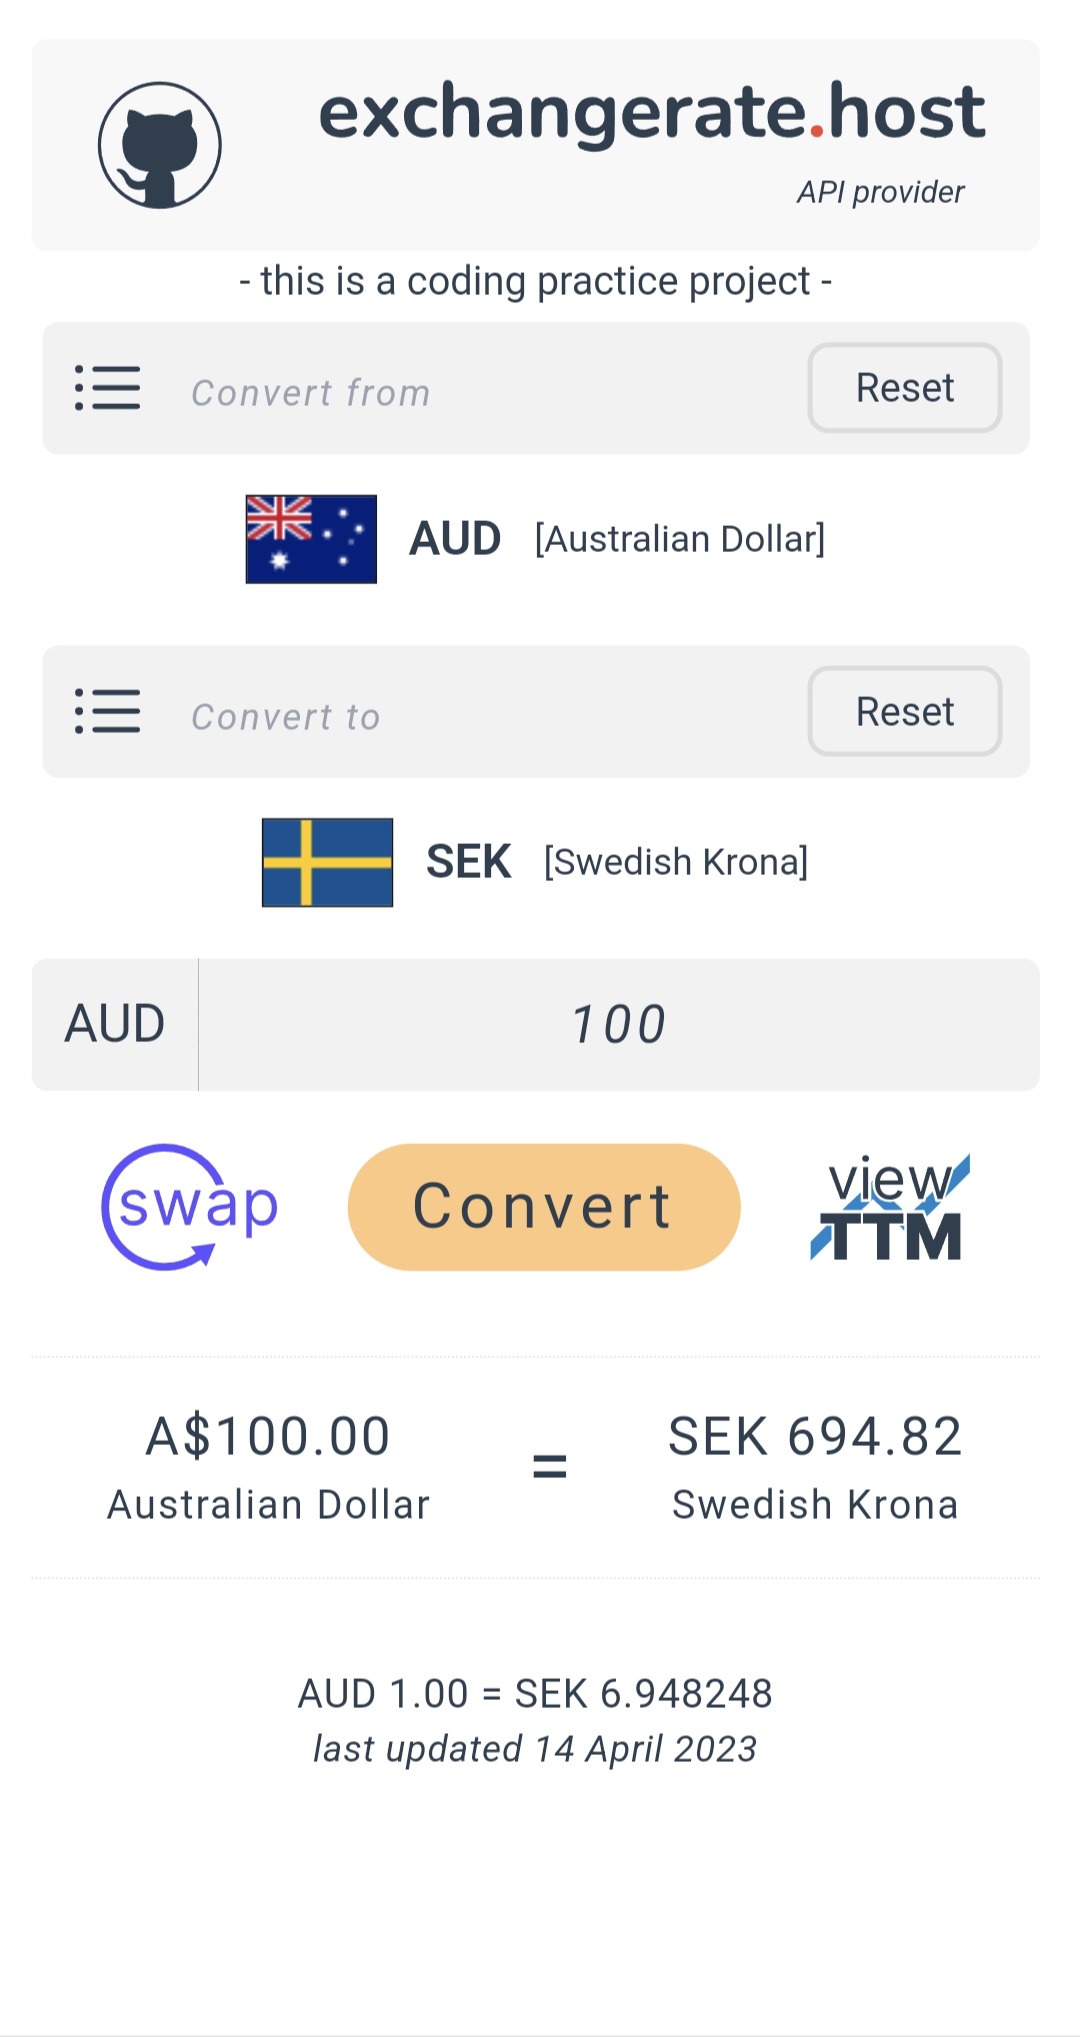 exchangerate.host
API provider
- this is a coding practice project -
Convert from
Reset
AUD [Australian Dollar]
Convert to
Reset
SEK [Swedish Krona]
AUD 100
swap
Convert
view
TTM
A$100.00 = SEK 694.82
Australian Dollar Swedish Krona
AUD 1.00 = SEK 6.948248
last updated 14 April 2023